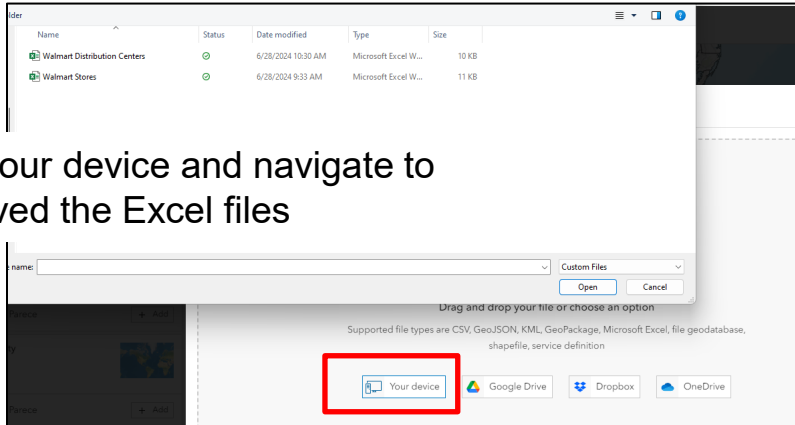 lder
Name Status Date modified Type Size
Walmart Distribution Centers 6/28/2024 10:30 AM Microsoft Excel W... 10 KB
Walmart Stores 6/28/2024 9:33 AM Microsoft Excel W... 11 KB
our device and navigate to
ved the Excel files
name: Custom Files
Open Cancel
Drag and drop your file or choose an option
Parece + Add
Supported file types are CSV, GeoJSON, KML, GeoPackage, Microsoft Excel, file geodatabase,
shapefile, service definition
ty
Your device Google Drive Dropbox OneDrive
Parece + Add